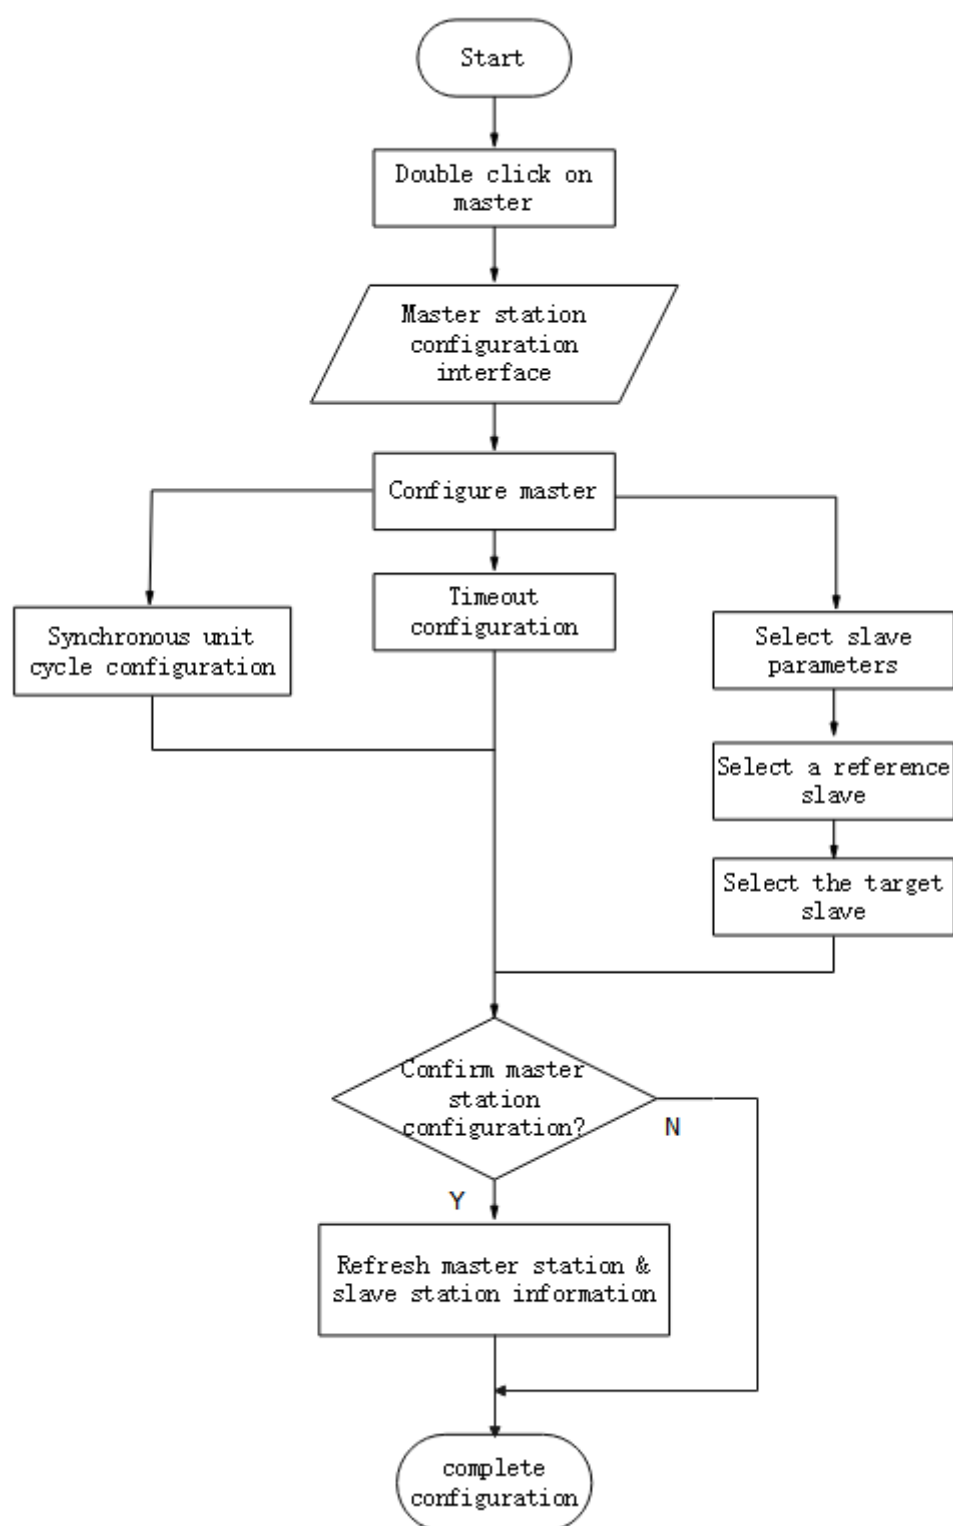 Start
Double click on
master
Master station
configuration
interface
Configure master
Timeout
configuration
Synchronous unit
cycle configuration
Select slave
parameters
Select a reference
slave
Select the target
slave
Confirm master
station
configuration?
N
Y
Refresh master station &
slave station information
complete
configuration